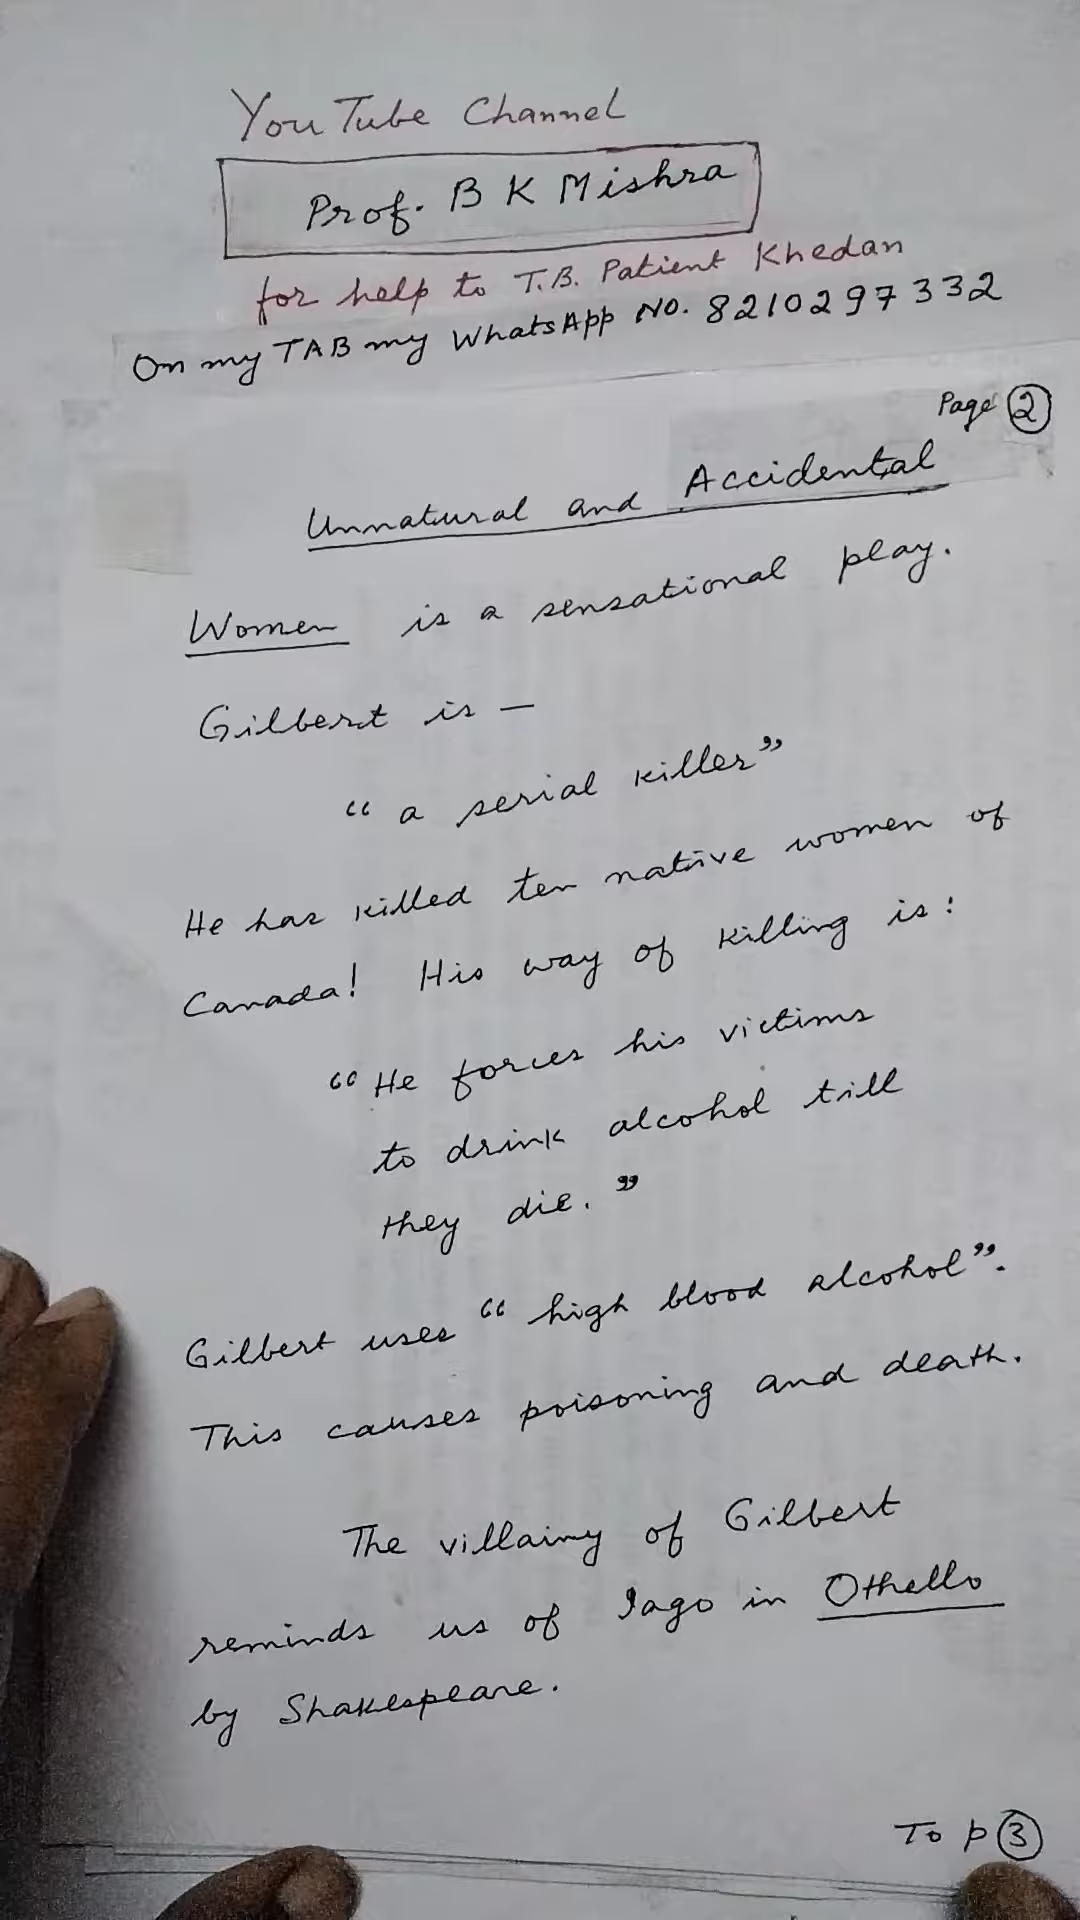 YouTube Channel
Prof. B K Mishra
for help to T.B. Patient Khedan
On my TAB my WhatsApp No. 8210297332
Page 2
Unnatural and Accidental
Women is a sensational play.
Gilbert is —
“ a serial killer”
He has killed ten native women of
Canada! His way of killing is :
“ He forces his victims
to drink alcohol till
they die.”
Gilbert uses “ high blood alcohol”.
This causes poisoning and death.
The villainy of Gilbert
reminds us of Iago in Othello
by Shakespeare.
To p 3